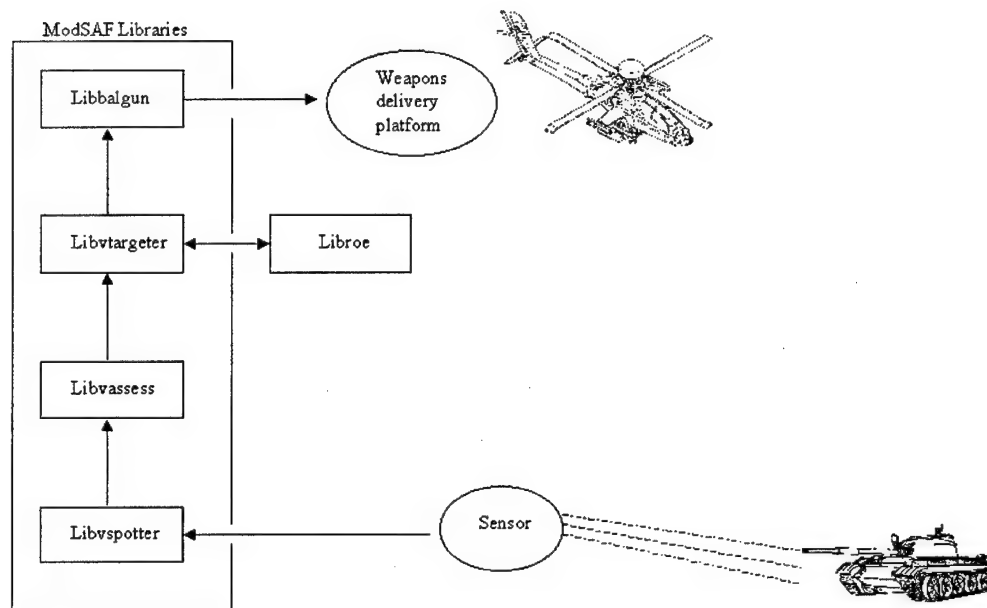 ModSAF Libraries
Libbalgun
Weapons
delivery
platform
Libvtargeter
Libroe
Libvassess
Libvspotter
Sensor